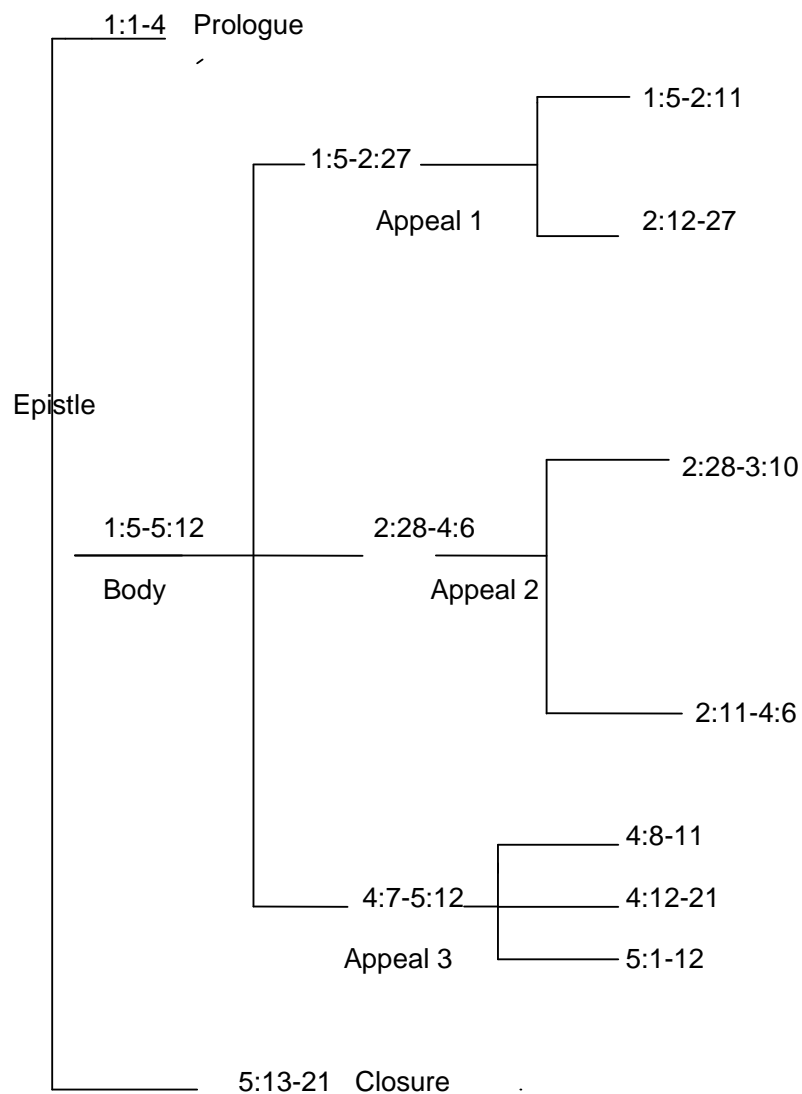 1:1-4 Prologue
1:5-2:11
1:5-2:27
Appeal 1
2:12-27
Epistle
2:28-3:10
1:5-5:12
2:28-4:6
Body
Appeal 2
2:11-4:6
4:8-11
4:7-5:12
4:12-21
Appeal 3
5:1-12
5:13-21 Closure